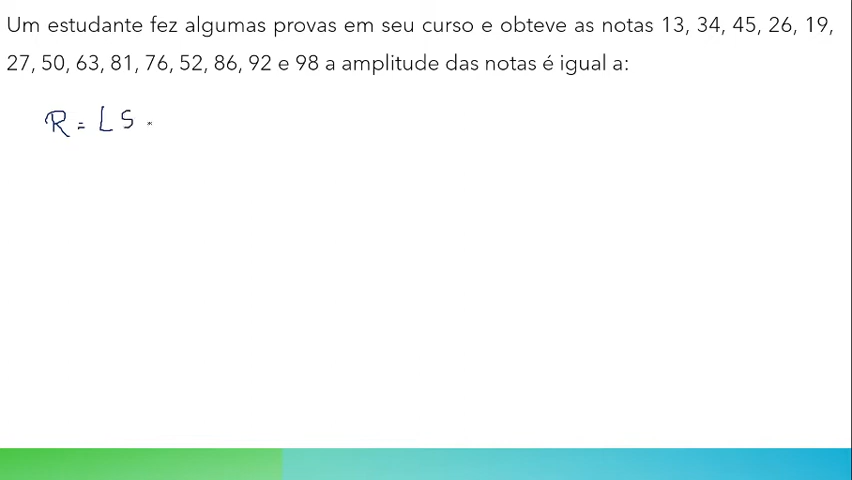 Um estudante fez algumas provas em seu curso e obteve as notas 13, 34, 45, 26, 19,
27, 50, 63, 81, 76, 52, 86, 92 e 98 a amplitude das notas é igual a:
R = LS